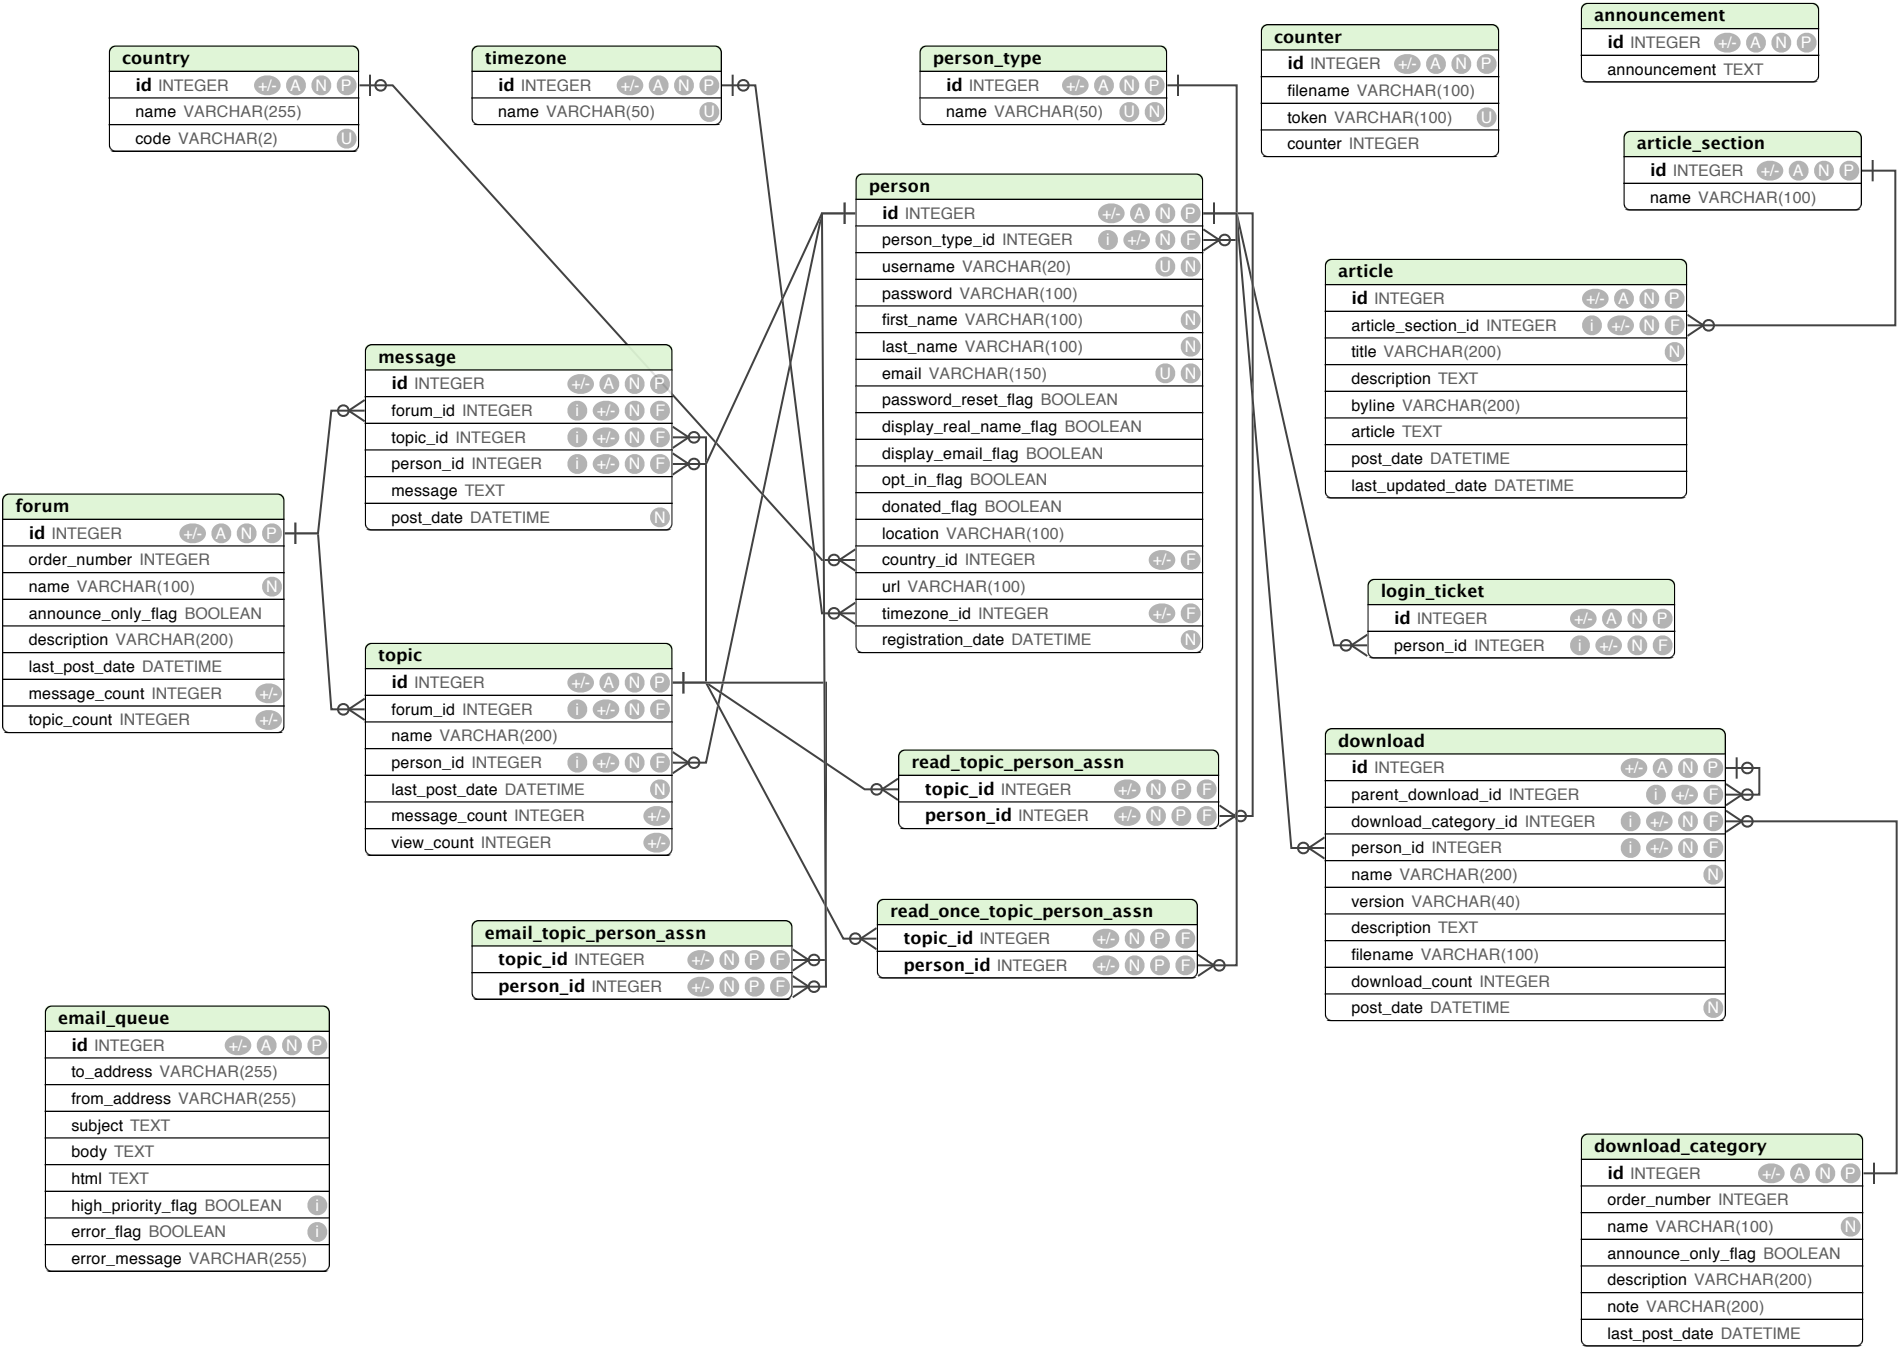 country
id INTEGER +/- A N P
name VARCHAR(255)
code VARCHAR(2) U
timezone
id INTEGER +/- A N P
name VARCHAR(50) U
person_type
id INTEGER +/- A N P
name VARCHAR(50) U N
counter
id INTEGER +/- A N P
filename VARCHAR(100)
token VARCHAR(100) U
counter INTEGER
announcement
id INTEGER +/- A N P
announcement TEXT
article_section
id INTEGER +/- A N P
name VARCHAR(100)
person
id INTEGER +/- A N P
person_type_id INTEGER i +/- N F
username VARCHAR(20) U N
password VARCHAR(100)
first_name VARCHAR(100) N
last_name VARCHAR(100) N
email VARCHAR(150) U N
password_reset_flag BOOLEAN
display_real_name_flag BOOLEAN
display_email_flag BOOLEAN
opt_in_flag BOOLEAN
donated_flag BOOLEAN
location VARCHAR(100)
country_id INTEGER +/- F
url VARCHAR(100)
timezone_id INTEGER +/- F
registration_date DATETIME N
article
id INTEGER +/- A N P
article_section_id INTEGER i +/- N F
title VARCHAR(200) N
description TEXT
byline VARCHAR(200)
article TEXT
post_date DATETIME
last_updated_date DATETIME
message
id INTEGER +/- A N P
forum_id INTEGER i +/- N F
topic_id INTEGER i +/- N F
person_id INTEGER i +/- N F
message TEXT
post_date DATETIME N
forum
id INTEGER +/- A N P
order_number INTEGER
name VARCHAR(100) N
announce_only_flag BOOLEAN
description VARCHAR(200)
last_post_date DATETIME
message_count INTEGER +/-
topic_count INTEGER +/-
topic
id INTEGER +/- A N P
forum_id INTEGER i +/- N F
name VARCHAR(200)
person_id INTEGER i +/- N F
last_post_date DATETIME N
message_count INTEGER +/-
view_count INTEGER +/-
login_ticket
id INTEGER +/- A N P
person_id INTEGER i +/- N F
read_topic_person_assn
topic_id INTEGER +/- N P F
person_id INTEGER +/- N P F
download
id INTEGER +/- A N P
parent_download_id INTEGER i +/- F
download_category_id INTEGER i +/- N F
person_id INTEGER i +/- N F
name VARCHAR(200) N
version VARCHAR(40)
description TEXT
filename VARCHAR(100)
download_count INTEGER
post_date DATETIME N
read_once_topic_person_assn
topic_id INTEGER +/- N P F
person_id INTEGER +/- N P F
email_topic_person_assn
topic_id INTEGER +/- N P F
person_id INTEGER +/- N P F
email_queue
id INTEGER +/- A N P
to_address VARCHAR(255)
from_address VARCHAR(255)
subject TEXT
body TEXT
html TEXT
high_priority_flag BOOLEAN i
error_flag BOOLEAN i
error_message VARCHAR(255)
download_category
id INTEGER +/- A N P
order_number INTEGER
name VARCHAR(100) N
announce_only_flag BOOLEAN
description VARCHAR(200)
note VARCHAR(200)
last_post_date DATETIME